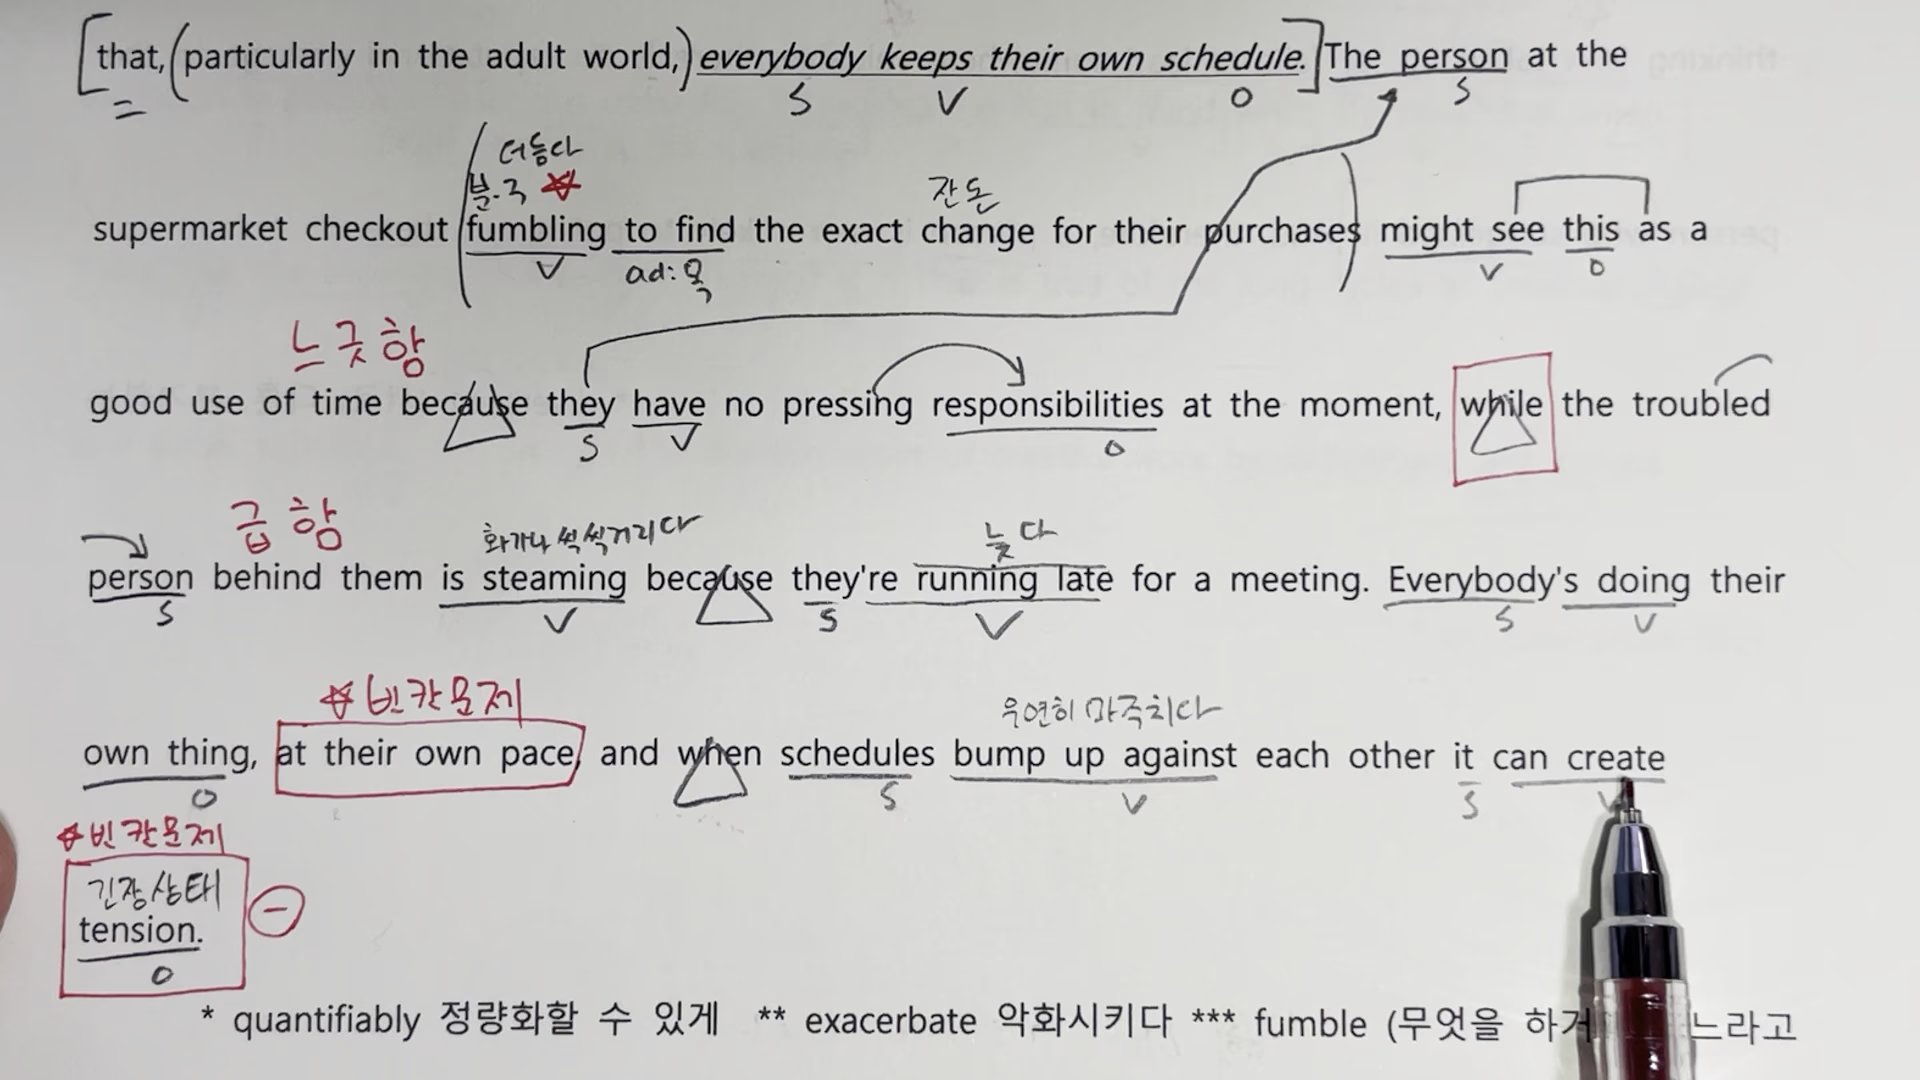 [that, (particularly in the adult world,) everybody keeps their own schedule.] The person at the
= S V O S
더듬다
분.구
잔돈
supermarket checkout (fumbling to find the exact change for their purchases) might see this as a
V ad:목 V O
느긋함
good use of time because they have no pressing responsibilities at the moment, while the troubled
S V O
급함 화가나 씩씩거리다 늦다
person behind them is steaming because they're running late for a meeting. Everybody's doing their
S V S V S V
☆ 빈칸문제 우연히 마주치다
own thing, at their own pace, and when schedules bump up against each other it can create
O S V S V
☆ 빈칸문제
긴장상태
tension. −
O
* quantifiably 정량화할 수 있게 ** exacerbate 악화시키다 *** fumble (무엇을 하거 느라고